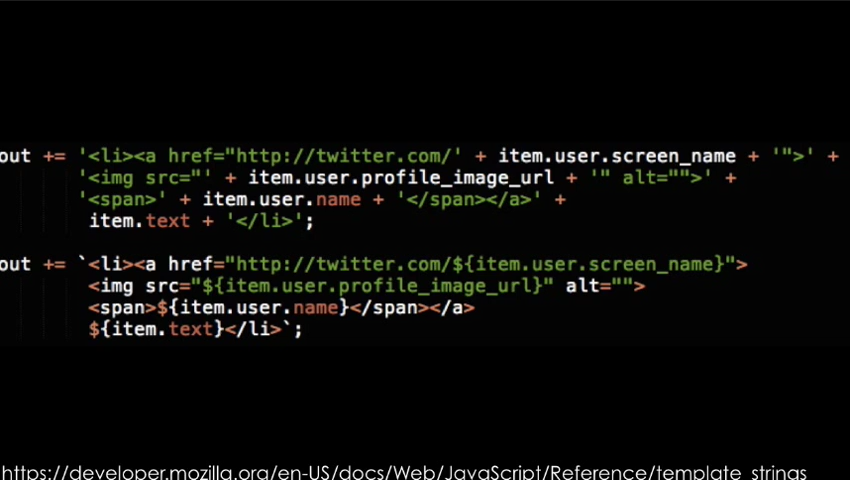 out += '<li><a href="http://twitter.com/' + item.user.screen_name + '">' +
'<img src="' + item.user.profile_image_url + '" alt="">' +
'<span>' + item.user.name + '</span></a>' +
item.text + '</li>';
out += `<li><a href="http://twitter.com/${item.user.screen_name}">
<img src="${item.user.profile_image_url}" alt="">
<span>${item.user.name}</span></a>
${item.text}</li>`;
https://developer.mozilla.org/en-US/docs/Web/JavaScript/Reference/template_strings